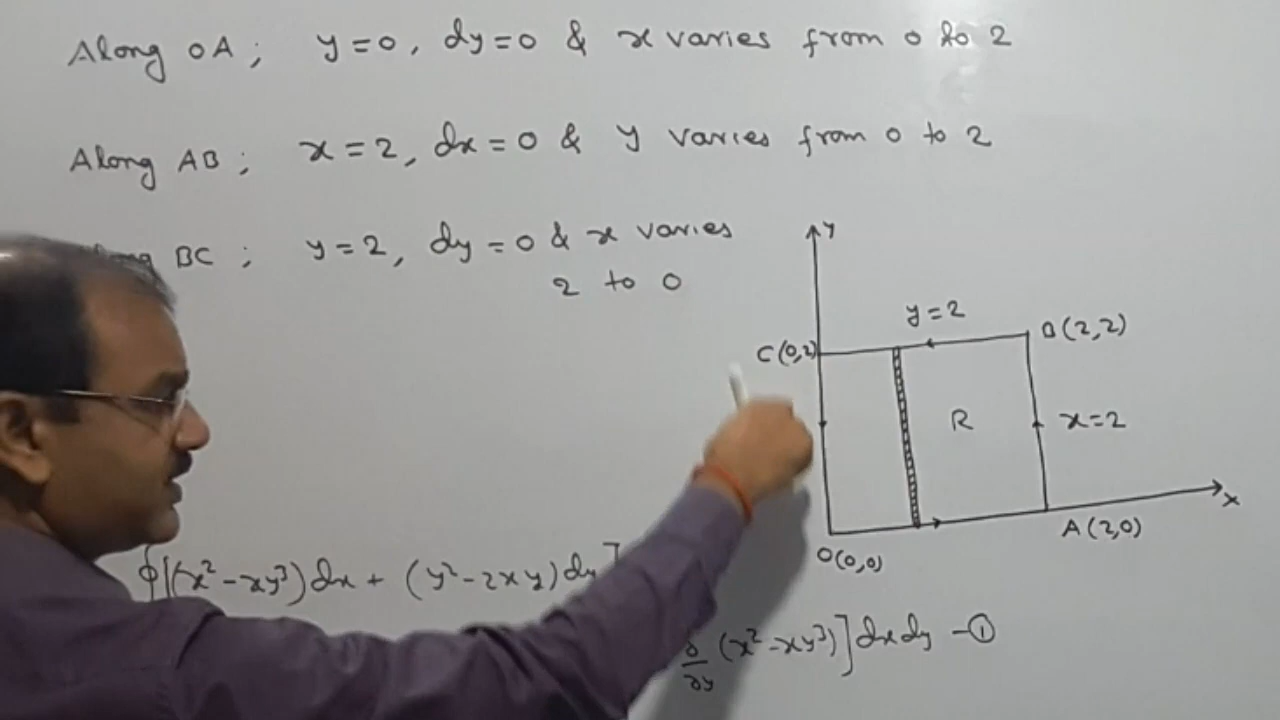 Along OA ; y = 0 , dy = 0 & x varies from 0 to 2
Along AB ; x = 2 , dx = 0 & y varies from 0 to 2
BC ; y = 2 , dy = 0 & x varies
2 to 0
y
y = 2
C (0,2)
B (2,2)
R
x = 2
x
A (2,0)
O(0,0)
∮[(x² - xy³) dx + (y² - 2xy) dy]
∂/∂y (x² - xy³)] dx dy - ①